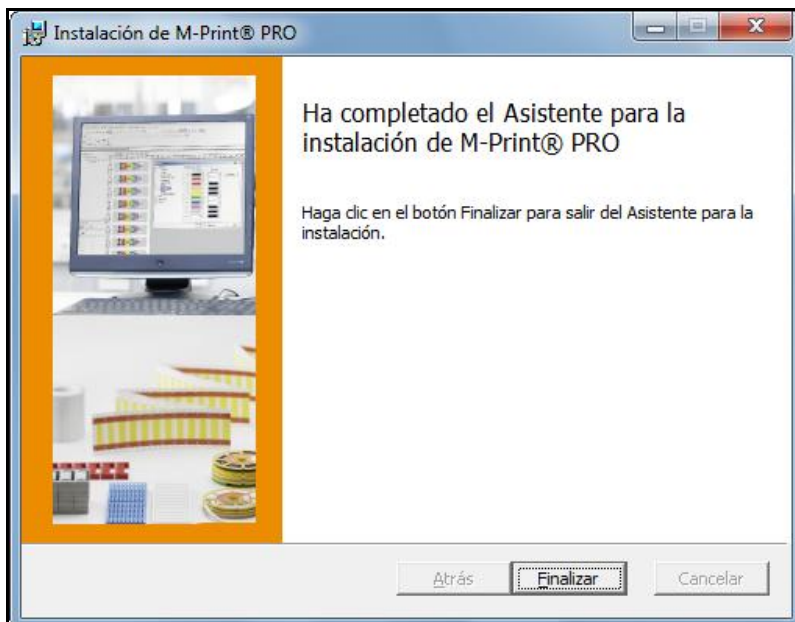 Instalación de M-Print® PRO
Ha completado el Asistente para la
instalación de M-Print® PRO
Haga clic en el botón Finalizar para salir del Asistente para la
instalación.
Atrás
Finalizar
Cancelar